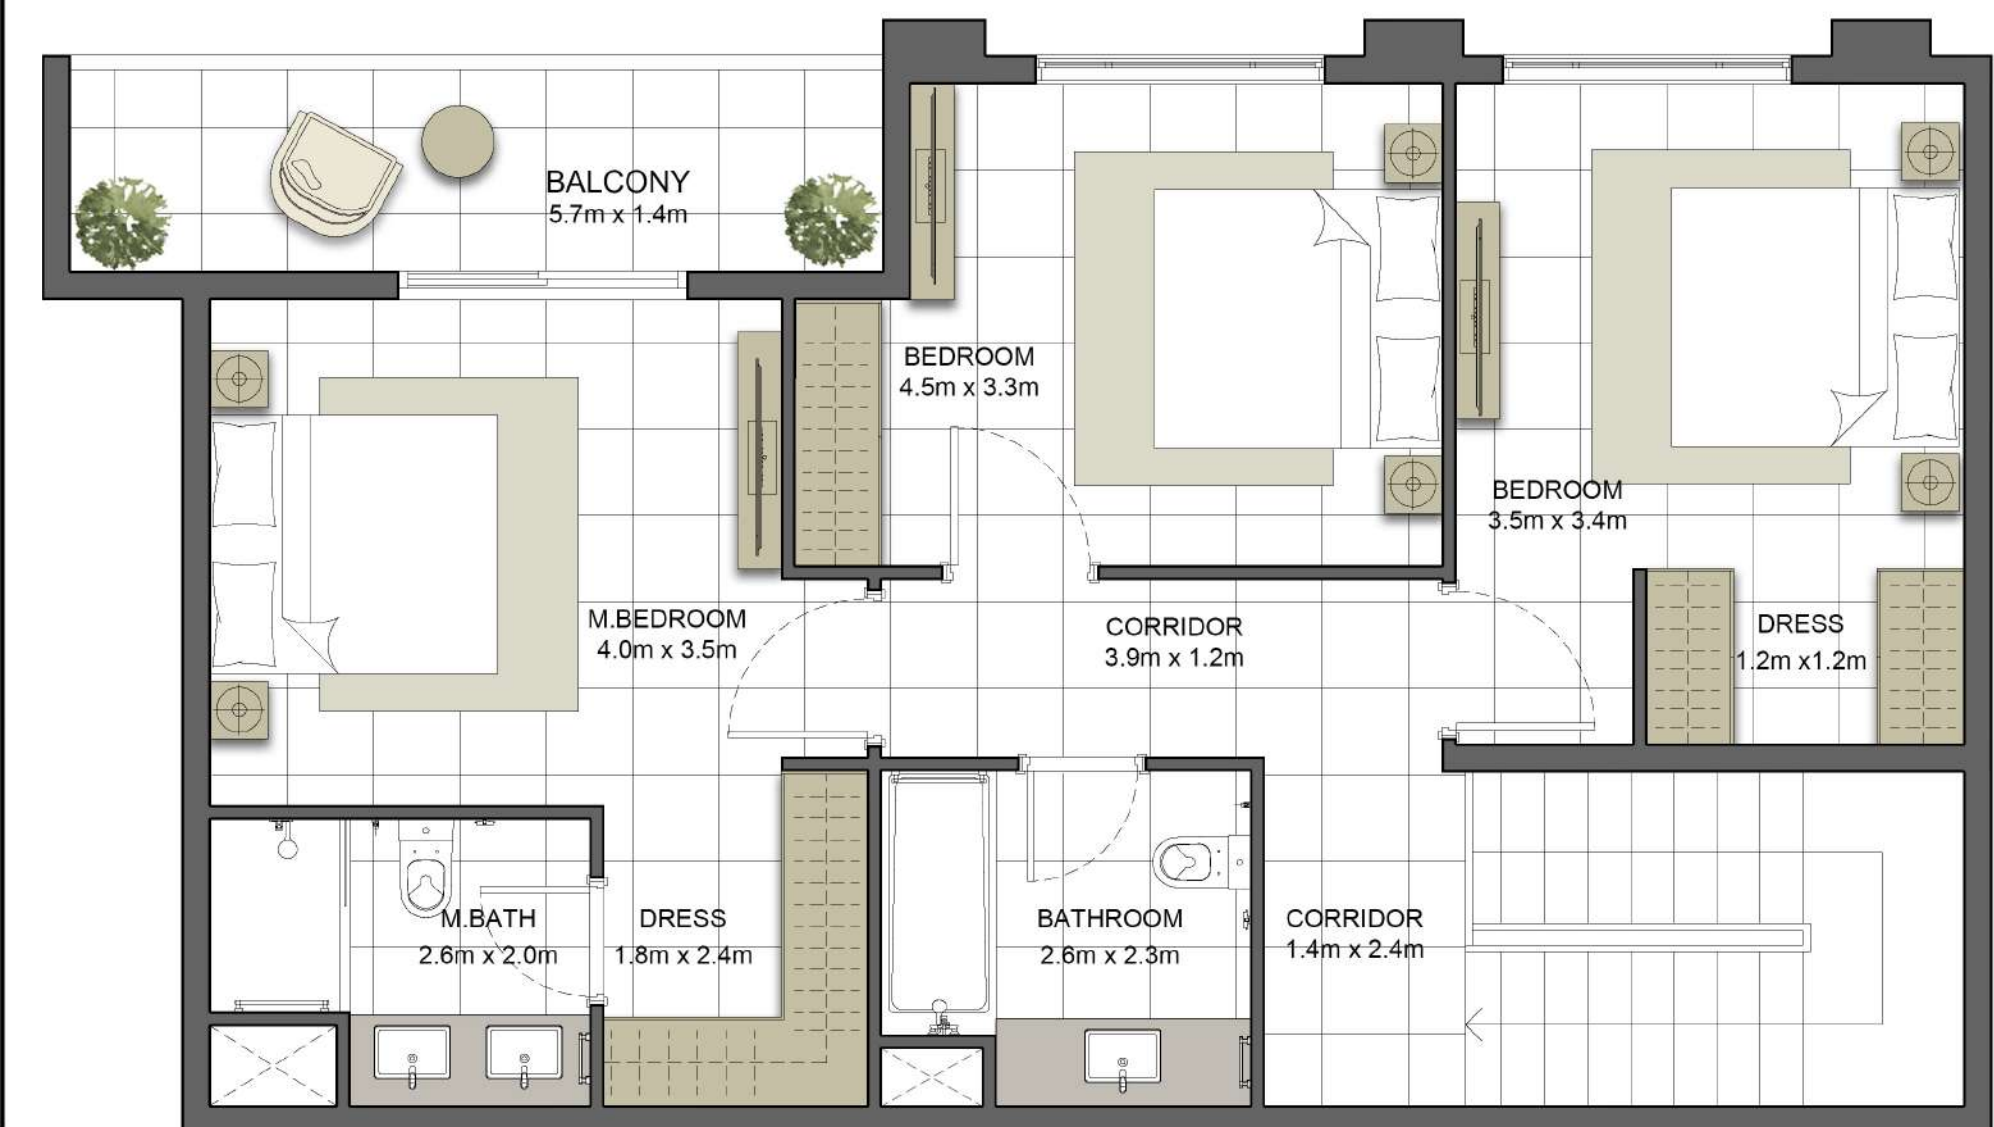 BALCONY
5.7m x 1.4m
BEDROOM
4.5m x 3.3m
BEDROOM
3.5m x 3.4m
M.BEDROOM
4.0m x 3.5m
CORRIDOR
3.9m x 1.2m
DRESS
1.2m x1.2m
M.BATH
2.6m x 2.0m
DRESS
1.8m x 2.4m
BATHROOM
2.6m x 2.3m
CORRIDOR
1.4m x 2.4m